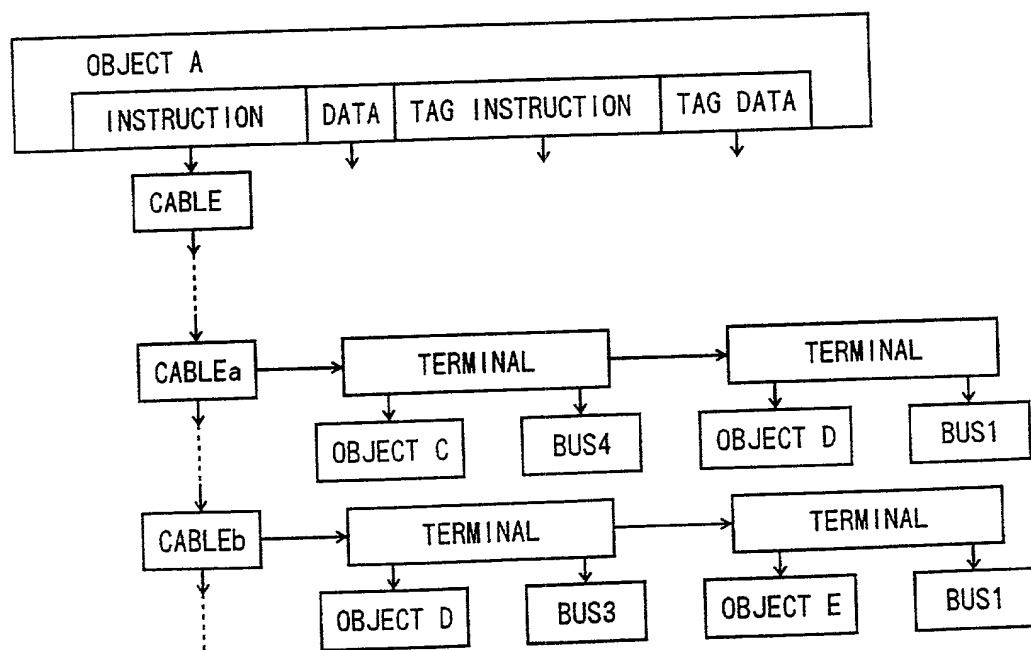 OBJECT A
INSTRUCTION DATA TAG INSTRUCTION TAG DATA
CABLE
CABLEa TERMINAL TERMINAL
OBJECT C BUS4 OBJECT D BUS1
CABLEb TERMINAL TERMINAL
OBJECT D BUS3 OBJECT E BUS1